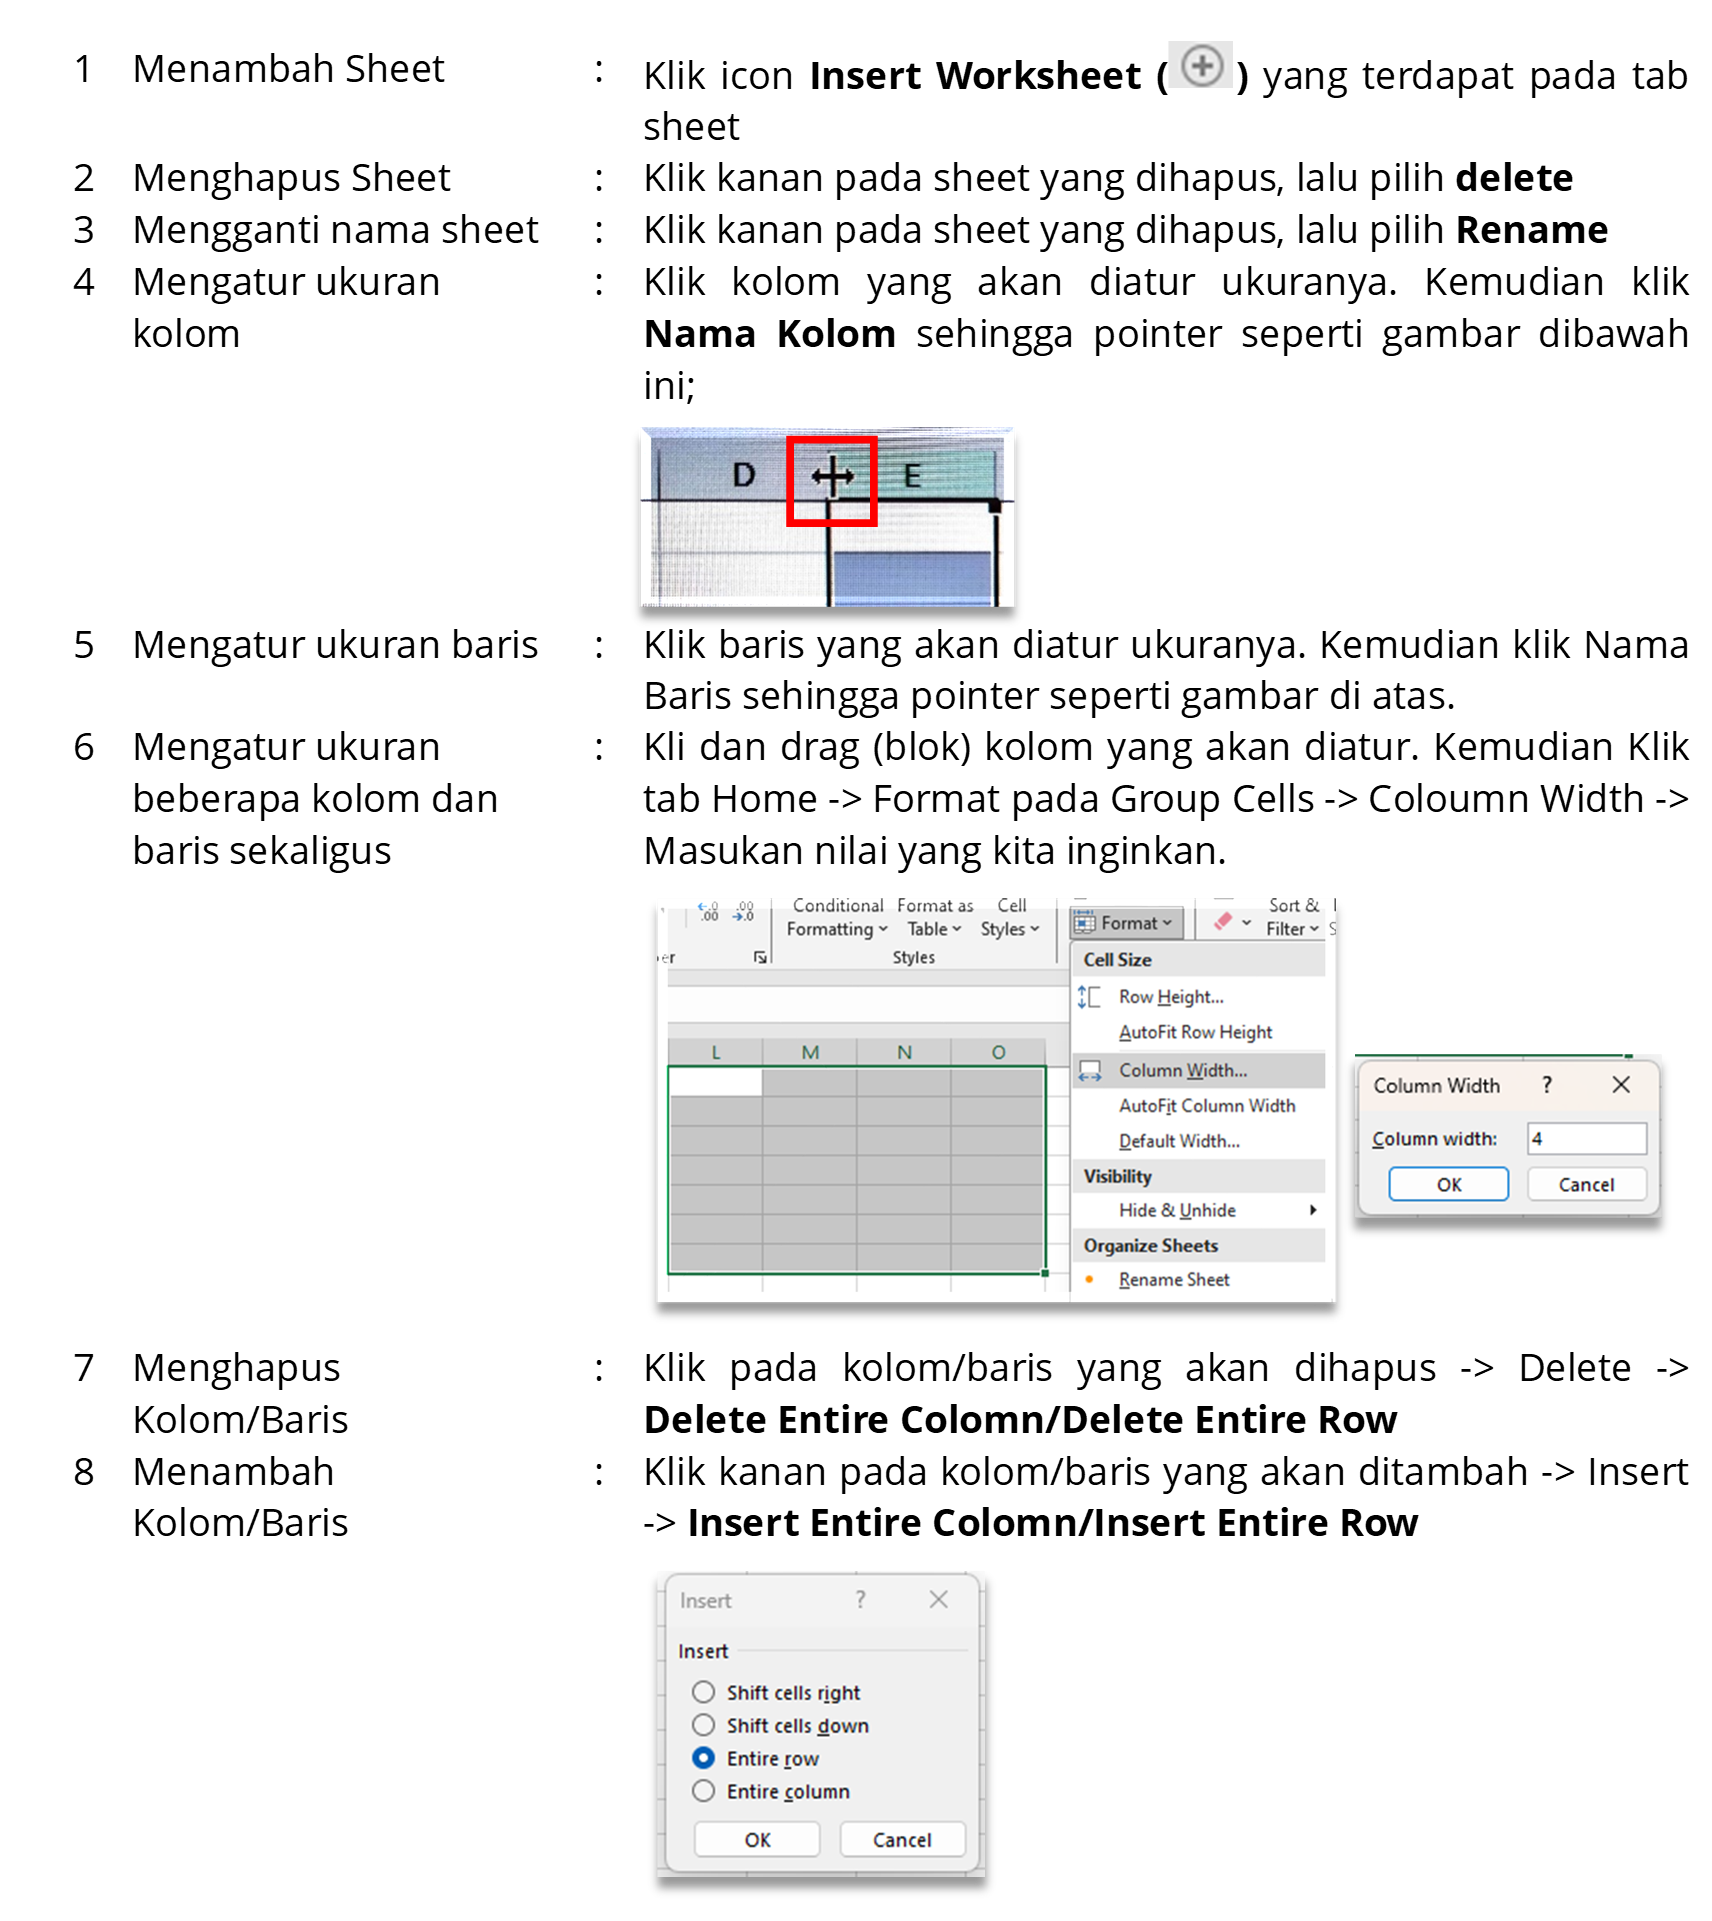 1 Menambah Sheet : Klik icon Insert Worksheet ( ) yang terdapat pada tab
sheet
2 Menghapus Sheet : Klik kanan pada sheet yang dihapus, lalu pilih delete
3 Mengganti nama sheet : Klik kanan pada sheet yang dihapus, lalu pilih Rename
4 Mengatur ukuran kolom : Klik kolom yang akan diatur ukuranya. Kemudian klik
Nama Kolom sehingga pointer seperti gambar dibawah
ini;
D E
5 Mengatur ukuran baris : Klik baris yang akan diatur ukuranya. Kemudian klik Nama
Baris sehingga pointer seperti gambar di atas.
6 Mengatur ukuran
beberapa kolom dan
baris sekaligus
: Kli dan drag (blok) kolom yang akan diatur. Kemudian Klik
tab Home -> Format pada Group Cells -> Coloumn Width ->
Masukan nilai yang kita inginkan.
Conditional Formatting
Format as Table
Cell Styles
Styles
Format
Sort & Filter
L M N O
Cell Size
Row Height...
AutoFit Row Height
Column Width...
AutoFit Column Width
Default Width...
Visibility
Hide & Unhide
Organize Sheets
Rename Sheet
Column Width ?
Column width: 4
OK Cancel
7 Menghapus
Kolom/Baris
: Klik pada kolom/baris yang akan dihapus -> Delete ->
Delete Entire Colomn/Delete Entire Row
8 Menambah
Kolom/Baris
: Klik kanan pada kolom/baris yang akan ditambah -> Insert
-> Insert Entire Colomn/Insert Entire Row
Insert ?
Insert
Shift cells right
Shift cells down
Entire row
Entire column
OK Cancel